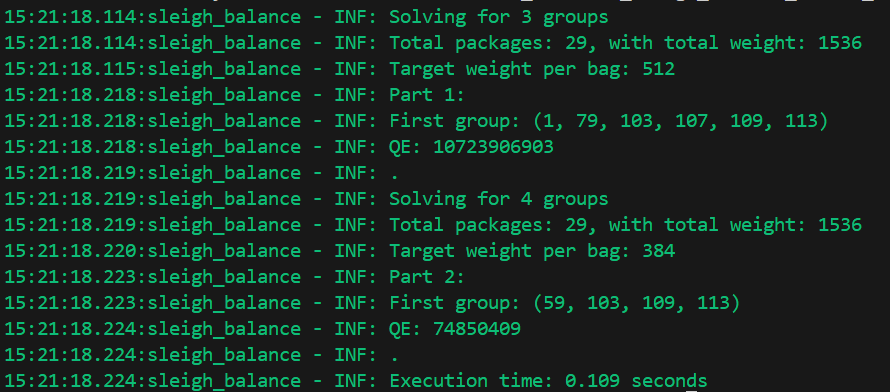 15:21:18.114:sleigh_balance - INF: Solving for 3 groups
15:21:18.114:sleigh_balance - INF: Total packages: 29, with total weight: 1536
15:21:18.115:sleigh_balance - INF: Target weight per bag: 512
15:21:18.218:sleigh_balance - INF: Part 1:
15:21:18.218:sleigh_balance - INF: First group: (1, 79, 103, 107, 109, 113)
15:21:18.218:sleigh_balance - INF: QE: 10723906903
15:21:18.219:sleigh_balance - INF: .
15:21:18.219:sleigh_balance - INF: Solving for 4 groups
15:21:18.219:sleigh_balance - INF: Total packages: 29, with total weight: 1536
15:21:18.220:sleigh_balance - INF: Target weight per bag: 384
15:21:18.223:sleigh_balance - INF: Part 2:
15:21:18.223:sleigh_balance - INF: First group: (59, 103, 109, 113)
15:21:18.224:sleigh_balance - INF: QE: 74850409
15:21:18.224:sleigh_balance - INF: .
15:21:18.224:sleigh_balance - INF: Execution time: 0.109 seconds